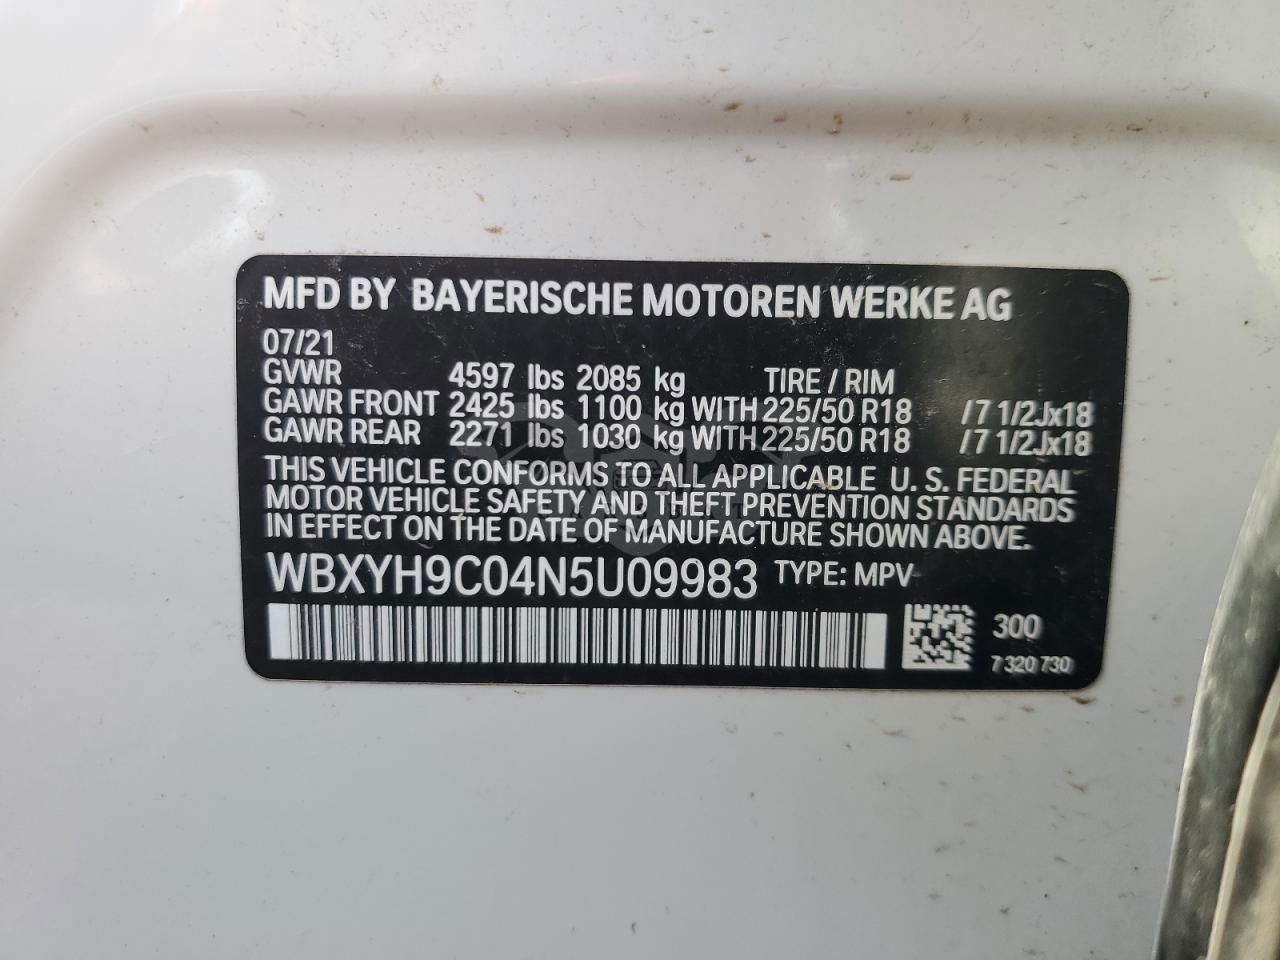 MFD BY BAYERISCHE MOTOREN WERKE AG
07/21
GVWR 4597 lbs 2085 kg TIRE / RIM
GAWR FRONT 2425 lbs 1100 kg WITH 225/50 R18 /7 1/2Jx18
GAWR REAR 2271 lbs 1030 kg WITH 225/50 R18 /7 1/2Jx18
THIS VEHICLE CONFORMS TO ALL APPLICABLE U. S. FEDERAL
MOTOR VEHICLE SAFETY AND THEFT PREVENTION STANDARDS
IN EFFECT ON THE DATE OF MANUFACTURE SHOWN ABOVE.
WBXYH9C04N5U09983 TYPE: MPV
300
7 320 730